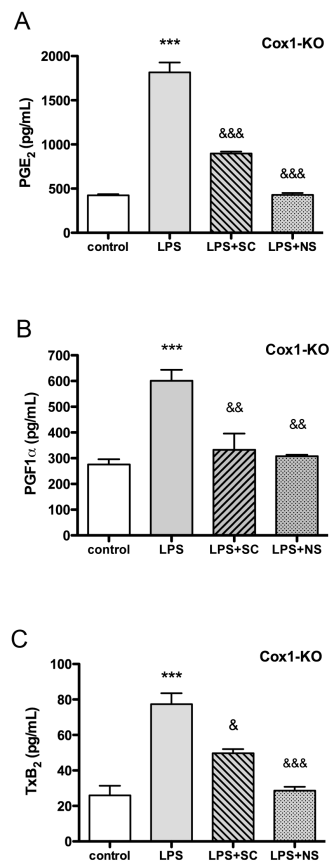 A
Cox1-KO
PGE2 (pg/mL)
2000
1500
1000
500
0
***
&&&
&&&
control LPS LPS+SC LPS+NS
B
Cox1-KO
PGF1α (pg/mL)
700
600
500
400
300
200
100
0
***
&&
&&
control LPS LPS+SC LPS+NS
C
Cox1-KO
TxB2 (pg/mL)
100
80
60
40
20
0
***
&
&&&
control LPS LPS+SC LPS+NS